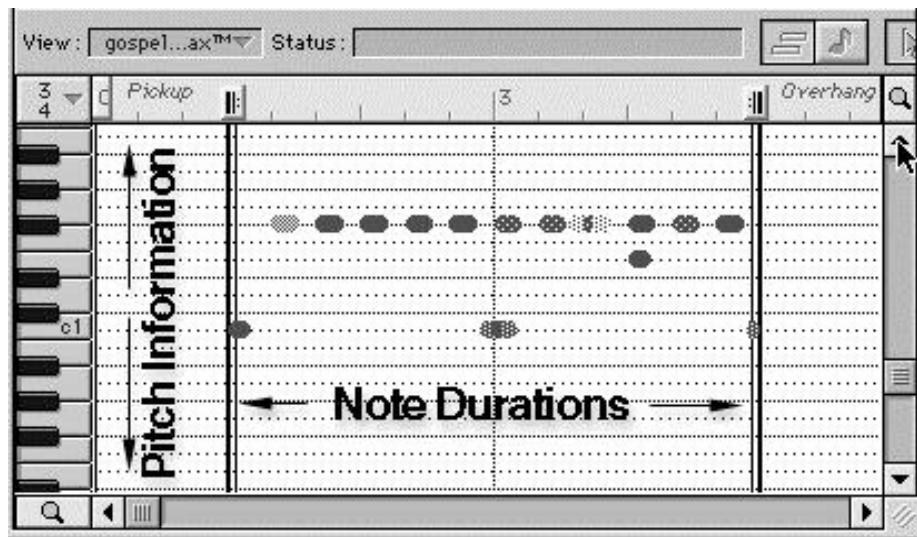 View: gospel...ax™ Status:
3
4
Pickup
3
Overhang
Pitch Information
c1
Note Durations